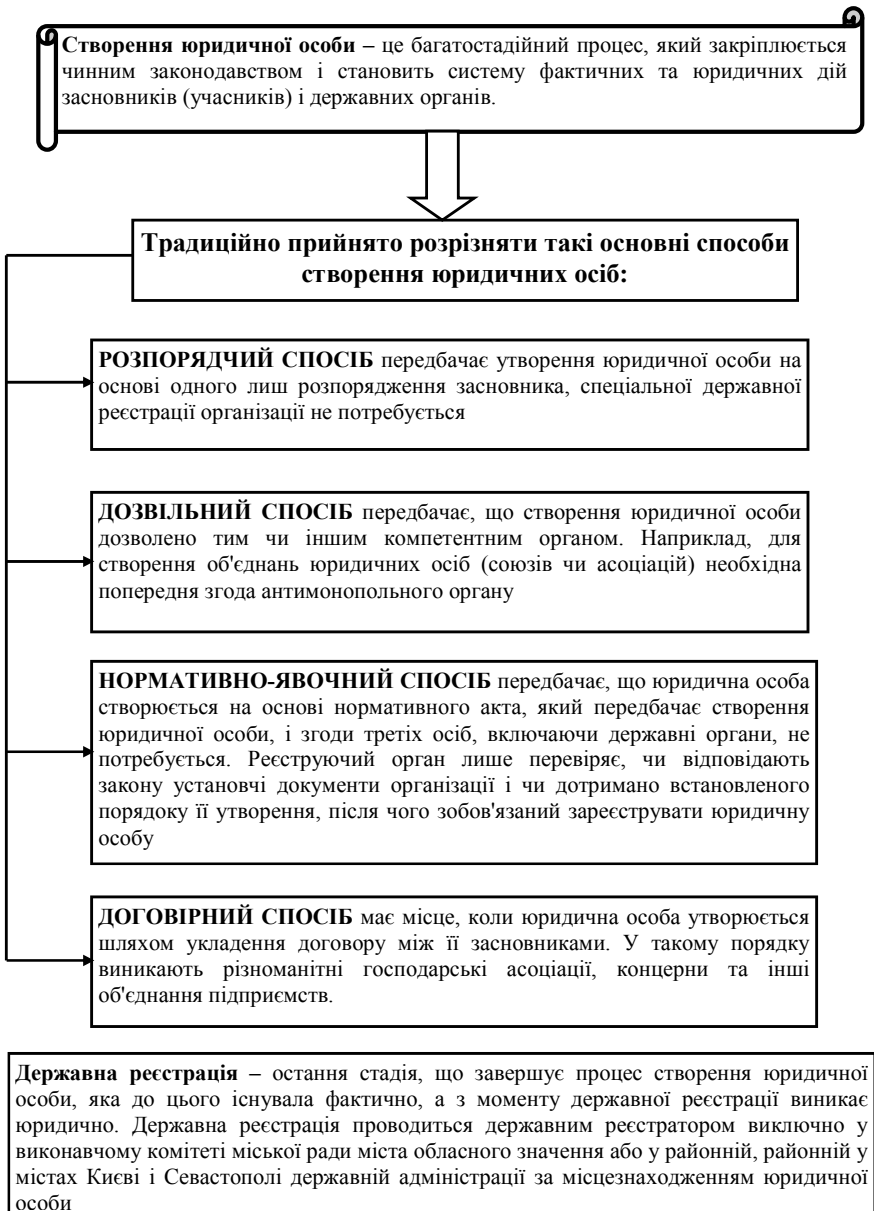 Створення юридичної особи – це багатостадійний процес, який закріплюється
чинним законодавством і становить систему фактичних та юридичних дій
засновників (учасників) і державних органів.
Традиційно прийнято розрізняти такі основні способи
створення юридичних осіб:
РОЗПОРЯДЧИЙ СПОСІБ передбачає утворення юридичної особи на
основі одного лиш розпорядження засновника, спеціальної державної
реєстрації організації не потребується
ДОЗВІЛЬНИЙ СПОСІБ передбачає, що створення юридичної особи
дозволено тим чи іншим компетентним органом. Наприклад, для
створення об'єднань юридичних осіб (союзів чи асоціацій) необхідна
попередня згода антимонопольного органу
НОРМАТИВНО-ЯВОЧНИЙ СПОСІБ передбачає, що юридична особа
створюється на основі нормативного акта, який передбачає створення
юридичної особи, і згоди третіх осіб, включаючи державні органи, не
потребується. Реєструючий орган лише перевіряє, чи відповідають
закону установчі документи організації і чи дотримано встановленого
порядоку її утворення, після чого зобов'язаний зареєструвати юридичну
особу
ДОГОВІРНИЙ СПОСІБ має місце, коли юридична особа утворюється
шляхом укладення договору між її засновниками. У такому порядку
виникають різноманітні господарські асоціації, концерни та інші
об'єднання підприємств.
Державна реєстрація – остання стадія, що завершує процес створення юридичної
особи, яка до цього існувала фактично, а з моменту державної реєстрації виникає
юридично. Державна реєстрація проводиться державним реєстратором виключно у
виконавчому комітеті міської ради міста обласного значення або у районній, районній у
містах Києві і Севастополі державній адміністрації за місцезнаходженням юридичної
особи